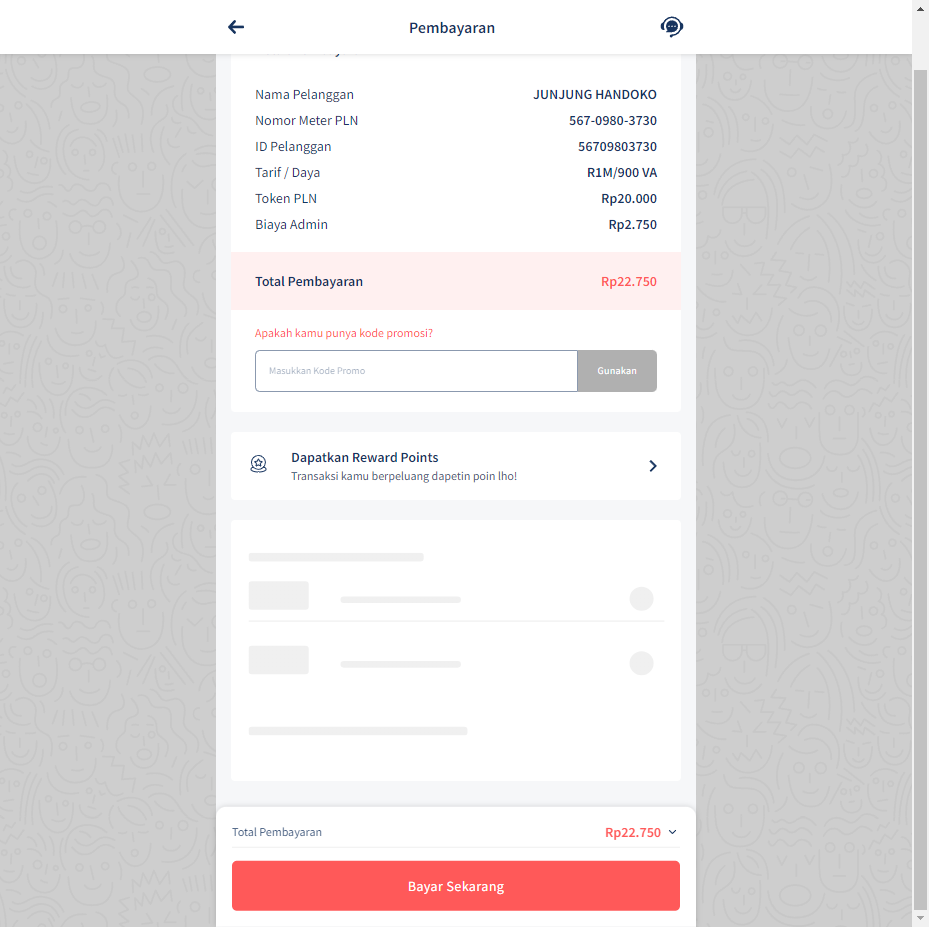 Pembayaran
Nama Pelanggan JUNJUNG HANDOKO
Nomor Meter PLN 567-0980-3730
ID Pelanggan 56709803730
Tarif / Daya R1M/900 VA
Token PLN Rp20.000
Biaya Admin Rp2.750
Total Pembayaran Rp22.750
Apakah kamu punya kode promosi?
Masukkan Kode Promo Gunakan
Dapatkan Reward Points
Transaksi kamu berpeluang dapetin poin lho!
Total Pembayaran Rp22.750
Bayar Sekarang